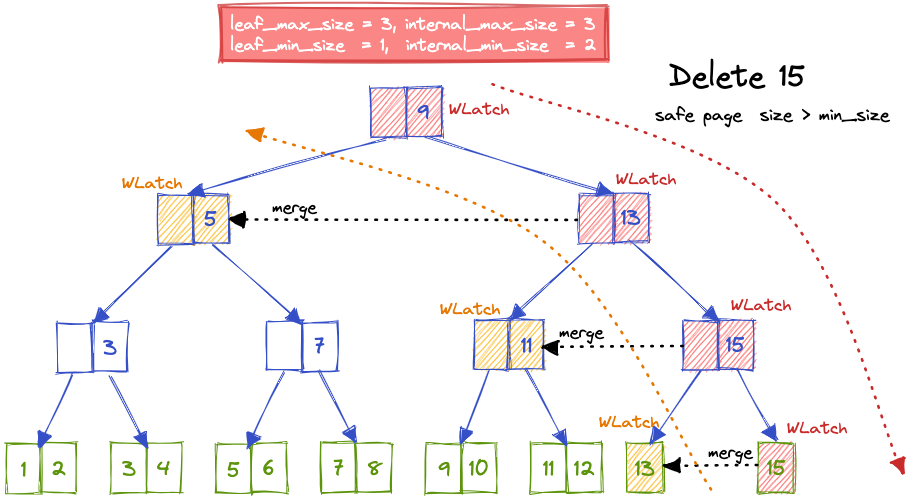 leaf_max_size = 3, internal_max_size = 3
leaf_min_size = 1, internal_min_size = 2
Delete 15
safe page size > min_size
9
WLatch
WLatch
WLatch
5
merge
13
WLatch
WLatch
3
7
11
merge
15
WLatch
WLatch
1 2
3 4
5 6
7 8
9 10
11 12
13
merge
15